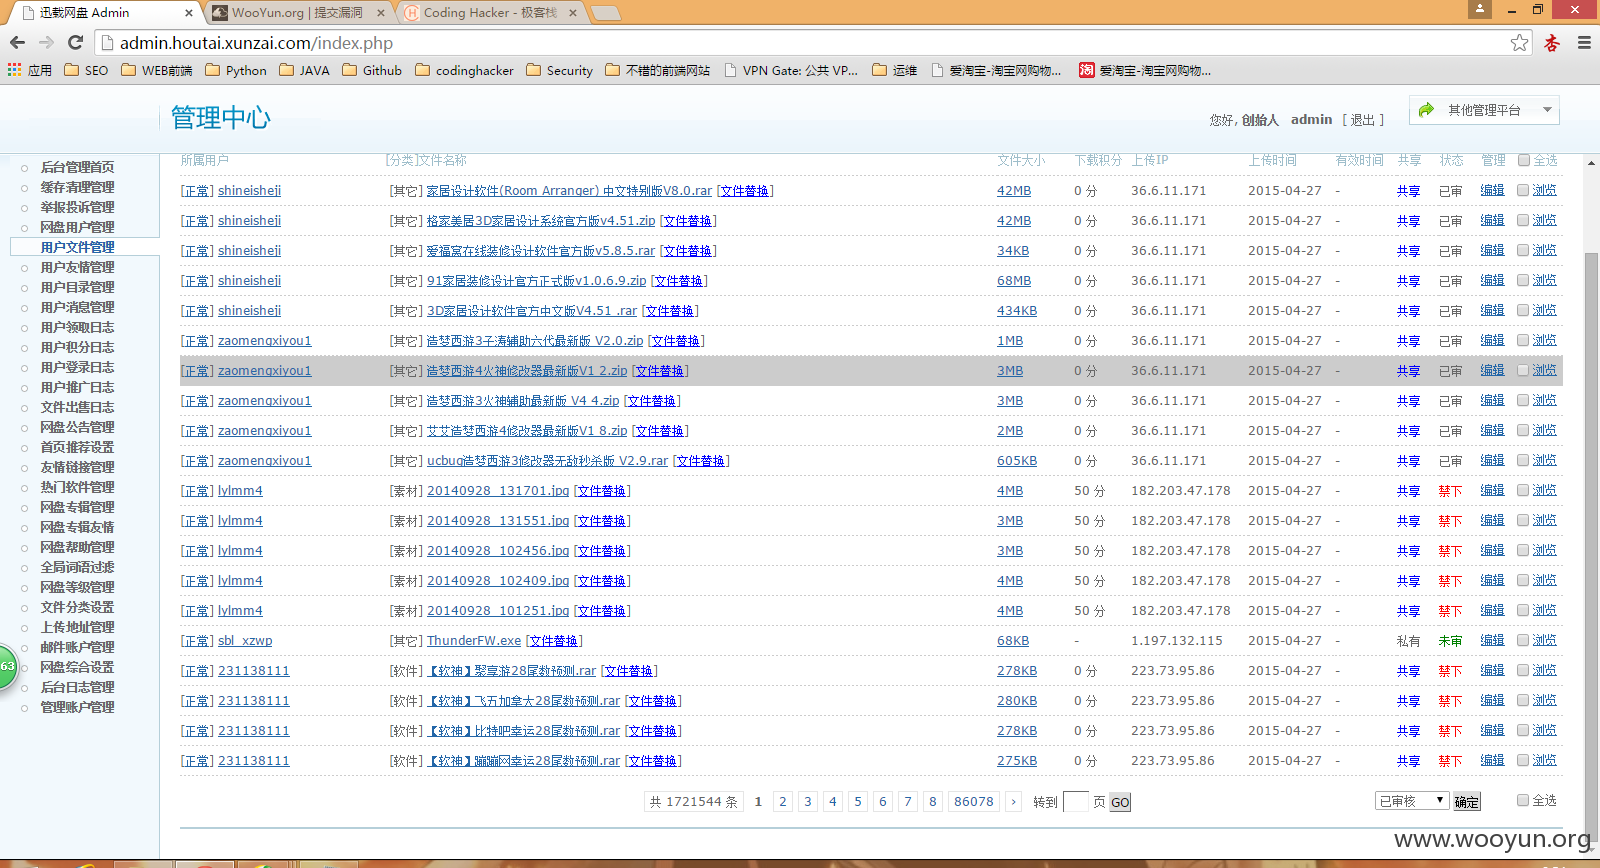 迅载网盘 Admin
WooYun.org | 提交漏洞
Coding Hacker - 极客栈
admin.houtai.xunzai.com/index.php
应用 SEO WEB前端 Python JAVA Github codinghacker Security 不错的前端网站 VPN Gate: 公共 VP... 运维 爱淘宝-淘宝网购物... 淘 爱淘宝-淘宝网购物...
管理中心
您好, 创始人 admin [ 退出 ]
其他管理平台
后台管理首页
缓存清理管理
举报投诉管理
网盘用户管理
用户文件管理
用户友情管理
用户目录管理
用户消息管理
用户领取日志
用户积分日志
用户登录日志
用户推广日志
文件出售日志
网盘公告管理
首页推荐设置
友情链接管理
热门软件管理
网盘专辑管理
网盘专辑友情
网盘帮助管理
全局词语过滤
网盘等级管理
文件分类设置
上传地址管理
邮件账户管理
网盘综合设置
后台日志管理
管理账户管理
63
所属用户 [分类]文件名称 文件大小 下载积分 上传IP 上传时间 有效时间 共享 状态 管理 全选
[正常] shineisheji [其它] 家居设计软件(Room Arranger) 中文特别版V8.0.rar [文件替换] 42MB 0 分 36.6.11.171 2015-04-27 - 共享 已审 编辑 浏览
[正常] shineisheji [其它] 格家美居3D家居设计系统官方版v4.51.zip [文件替换] 42MB 0 分 36.6.11.171 2015-04-27 - 共享 已审 编辑 浏览
[正常] shineisheji [其它] 爱福窝在线装修设计软件官方版v5.8.5.rar [文件替换] 34KB 0 分 36.6.11.171 2015-04-27 - 共享 已审 编辑 浏览
[正常] shineisheji [其它] 91家居装修设计官方正式版v1.0.6.9.zip [文件替换] 68MB 0 分 36.6.11.171 2015-04-27 - 共享 已审 编辑 浏览
[正常] shineisheji [其它] 3D家居设计软件官方中文版V4.51 .rar [文件替换] 434KB 0 分 36.6.11.171 2015-04-27 - 共享 已审 编辑 浏览
[正常] zaomengxiyou1 [其它] 造梦西游3子涛辅助六代最新版 V2.0.zip [文件替换] 1MB 0 分 36.6.11.171 2015-04-27 - 共享 已审 编辑 浏览
[正常] zaomengxiyou1 [其它] 造梦西游4火神修改器最新版V1 2.zip [文件替换] 3MB 0 分 36.6.11.171 2015-04-27 - 共享 已审 编辑 浏览
[正常] zaomengxiyou1 [其它] 造梦西游3火神辅助最新版 V4 4.zip [文件替换] 3MB 0 分 36.6.11.171 2015-04-27 - 共享 已审 编辑 浏览
[正常] zaomengxiyou1 [其它] 艾艾造梦西游4修改器最新版V1 8.zip [文件替换] 2MB 0 分 36.6.11.171 2015-04-27 - 共享 已审 编辑 浏览
[正常] zaomengxiyou1 [其它] ucbug造梦西游3修改器无敌秒杀版 V2.9.rar [文件替换] 605KB 0 分 36.6.11.171 2015-04-27 - 共享 已审 编辑 浏览
[正常] lylmm4 [素材] 20140928_131701.jpg [文件替换] 4MB 50 分 182.203.47.178 2015-04-27 - 共享 禁下 编辑 浏览
[正常] lylmm4 [素材] 20140928_131551.jpg [文件替换] 3MB 50 分 182.203.47.178 2015-04-27 - 共享 禁下 编辑 浏览
[正常] lylmm4 [素材] 20140928_102456.jpg [文件替换] 3MB 50 分 182.203.47.178 2015-04-27 - 共享 禁下 编辑 浏览
[正常] lylmm4 [素材] 20140928_102409.jpg [文件替换] 4MB 50 分 182.203.47.178 2015-04-27 - 共享 禁下 编辑 浏览
[正常] lylmm4 [素材] 20140928_101251.jpg [文件替换] 4MB 50 分 182.203.47.178 2015-04-27 - 共享 禁下 编辑 浏览
[正常] sbl_xzwp [其它] ThunderFW.exe [文件替换] 68KB - 1.197.132.115 2015-04-27 - 私有 未审 编辑 浏览
[正常] 231138111 [软件] 【软神】聚享游28尾数预测.rar [文件替换] 278KB 0 分 223.73.95.86 2015-04-27 - 共享 禁下 编辑 浏览
[正常] 231138111 [软件] 【软神】飞五加拿大28尾数预测.rar [文件替换] 280KB 0 分 223.73.95.86 2015-04-27 - 共享 禁下 编辑 浏览
[正常] 231138111 [软件] 【软神】比特吧幸运28尾数预测.rar [文件替换] 278KB 0 分 223.73.95.86 2015-04-27 - 共享 禁下 编辑 浏览
[正常] 231138111 [软件] 【软神】蹦蹦网幸运28尾数预测.rar [文件替换] 275KB 0 分 223.73.95.86 2015-04-27 - 共享 禁下 编辑 浏览
共 1721544 条 1 2 3 4 5 6 7 8 86078 › 转到 页 GO 已审核 确定 全选
www.wooyun.org